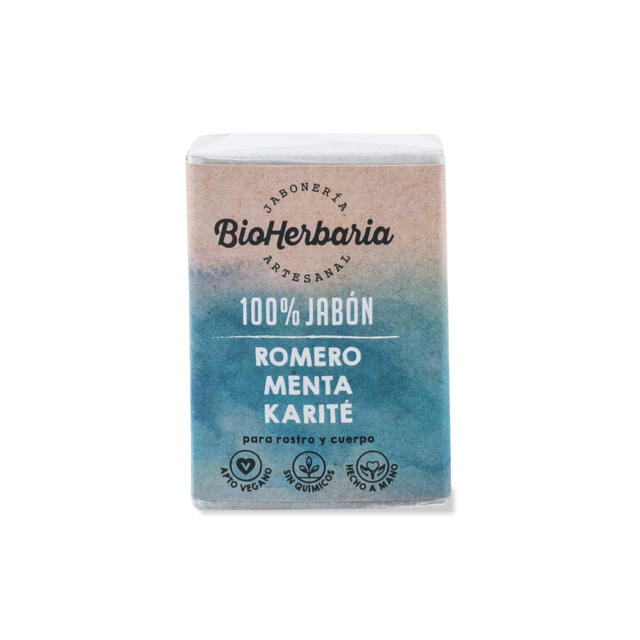 JABONERÍA
BioHerbaria
ARTESANAL
100% JABÓN
ROMERO
MENTA
KARITÉ
para rostro y cuerpo
APTO VEGANO
SIN QUÍMICOS
HECHO A MANO